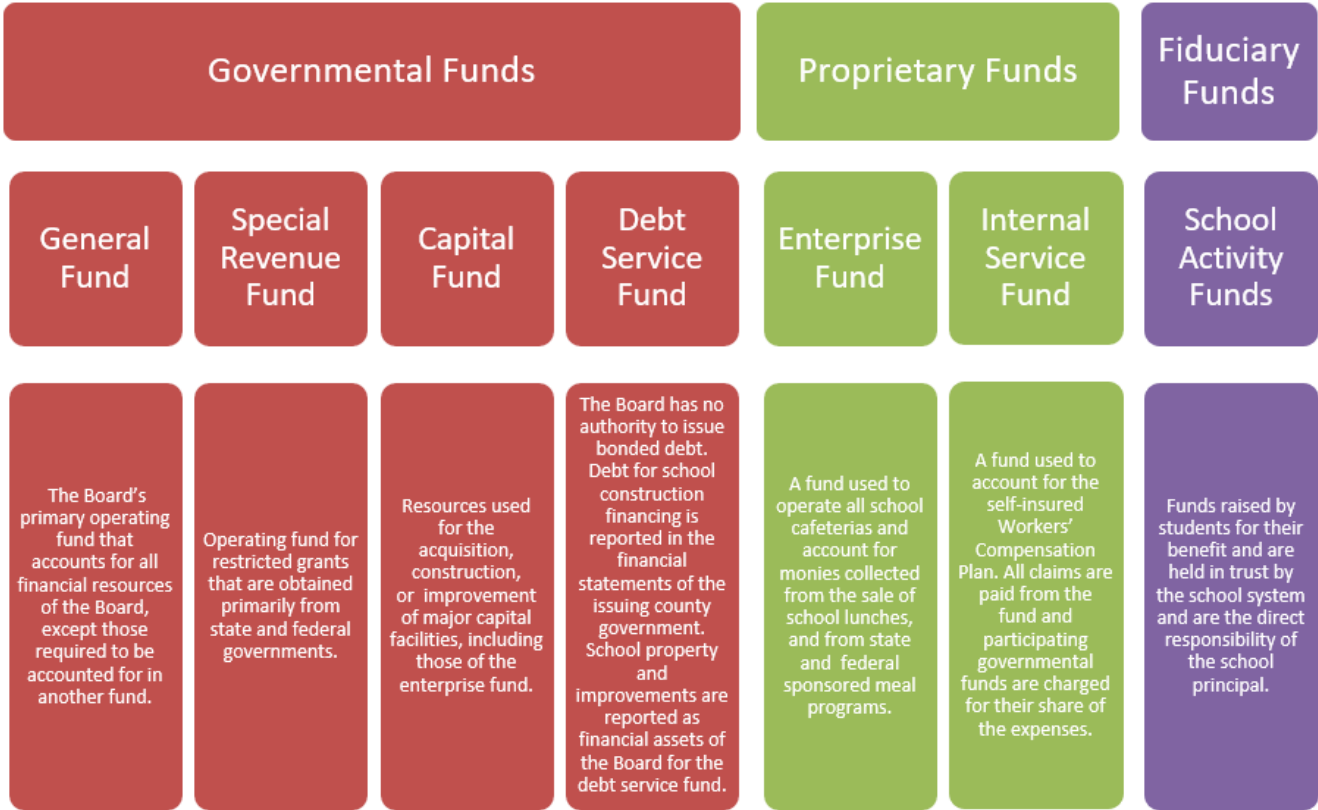 Governmental Funds
Proprietary Funds
Fiduciary
Funds
General
Fund
Special
Revenue
Fund
Capital
Fund
Debt
Service
Fund
Enterprise
Fund
Internal
Service
Fund
School
Activity
Funds
The Board’s
primary operating
fund that
accounts for all
financial resources
of the Board,
except those
required to be
accounted for in
another fund.
Operating fund for
restricted grants
that are obtained
primarily from
state and federal
governments.
Resources used
for the
acquisition,
construction,
or improvement
of major capital
facilities, including
those of the
enterprise fund.
The Board has no
authority to issue
bonded debt.
Debt for school
construction
financing is
reported in the
financial
statements of the
issuing county
government.
School property
and
improvements are
reported as
financial assets of
the Board for the
debt service fund.
A fund used to
operate all school
cafeterias and
account for
monies collected
from the sale of
school lunches,
and from state
and federal
sponsored meal
programs.
A fund used to
account for the
self-insured
Workers’
Compensation
Plan. All claims are
paid from the
fund and
participating
governmental
funds are charged
for their share of
the expenses.
Funds raised by
students for their
benefit and are
held in trust by
the school system
and are the direct
responsibility of
the school
principal.